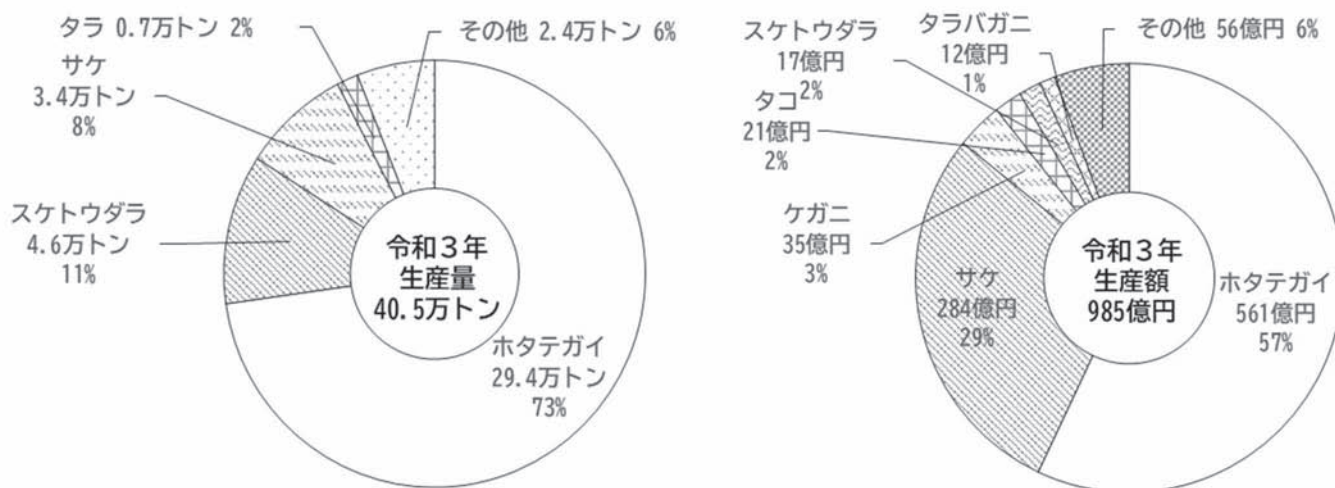 タラ 0.7万トン 2%
その他 2.4万トン 6%
サケ
3.4万トン
8%
スケトウダラ
4.6万トン
11%
令和３年
生産量
40.5万トン
ホタテガイ
29.4万トン
73%
スケトウダラ
17億円
2%
タラバガニ
12億円
1%
その他 56億円 6%
タコ
21億円
2%
ケガニ
35億円
3%
サケ
284億円
29%
令和３年
生産額
985億円
ホタテガイ
561億円
57%